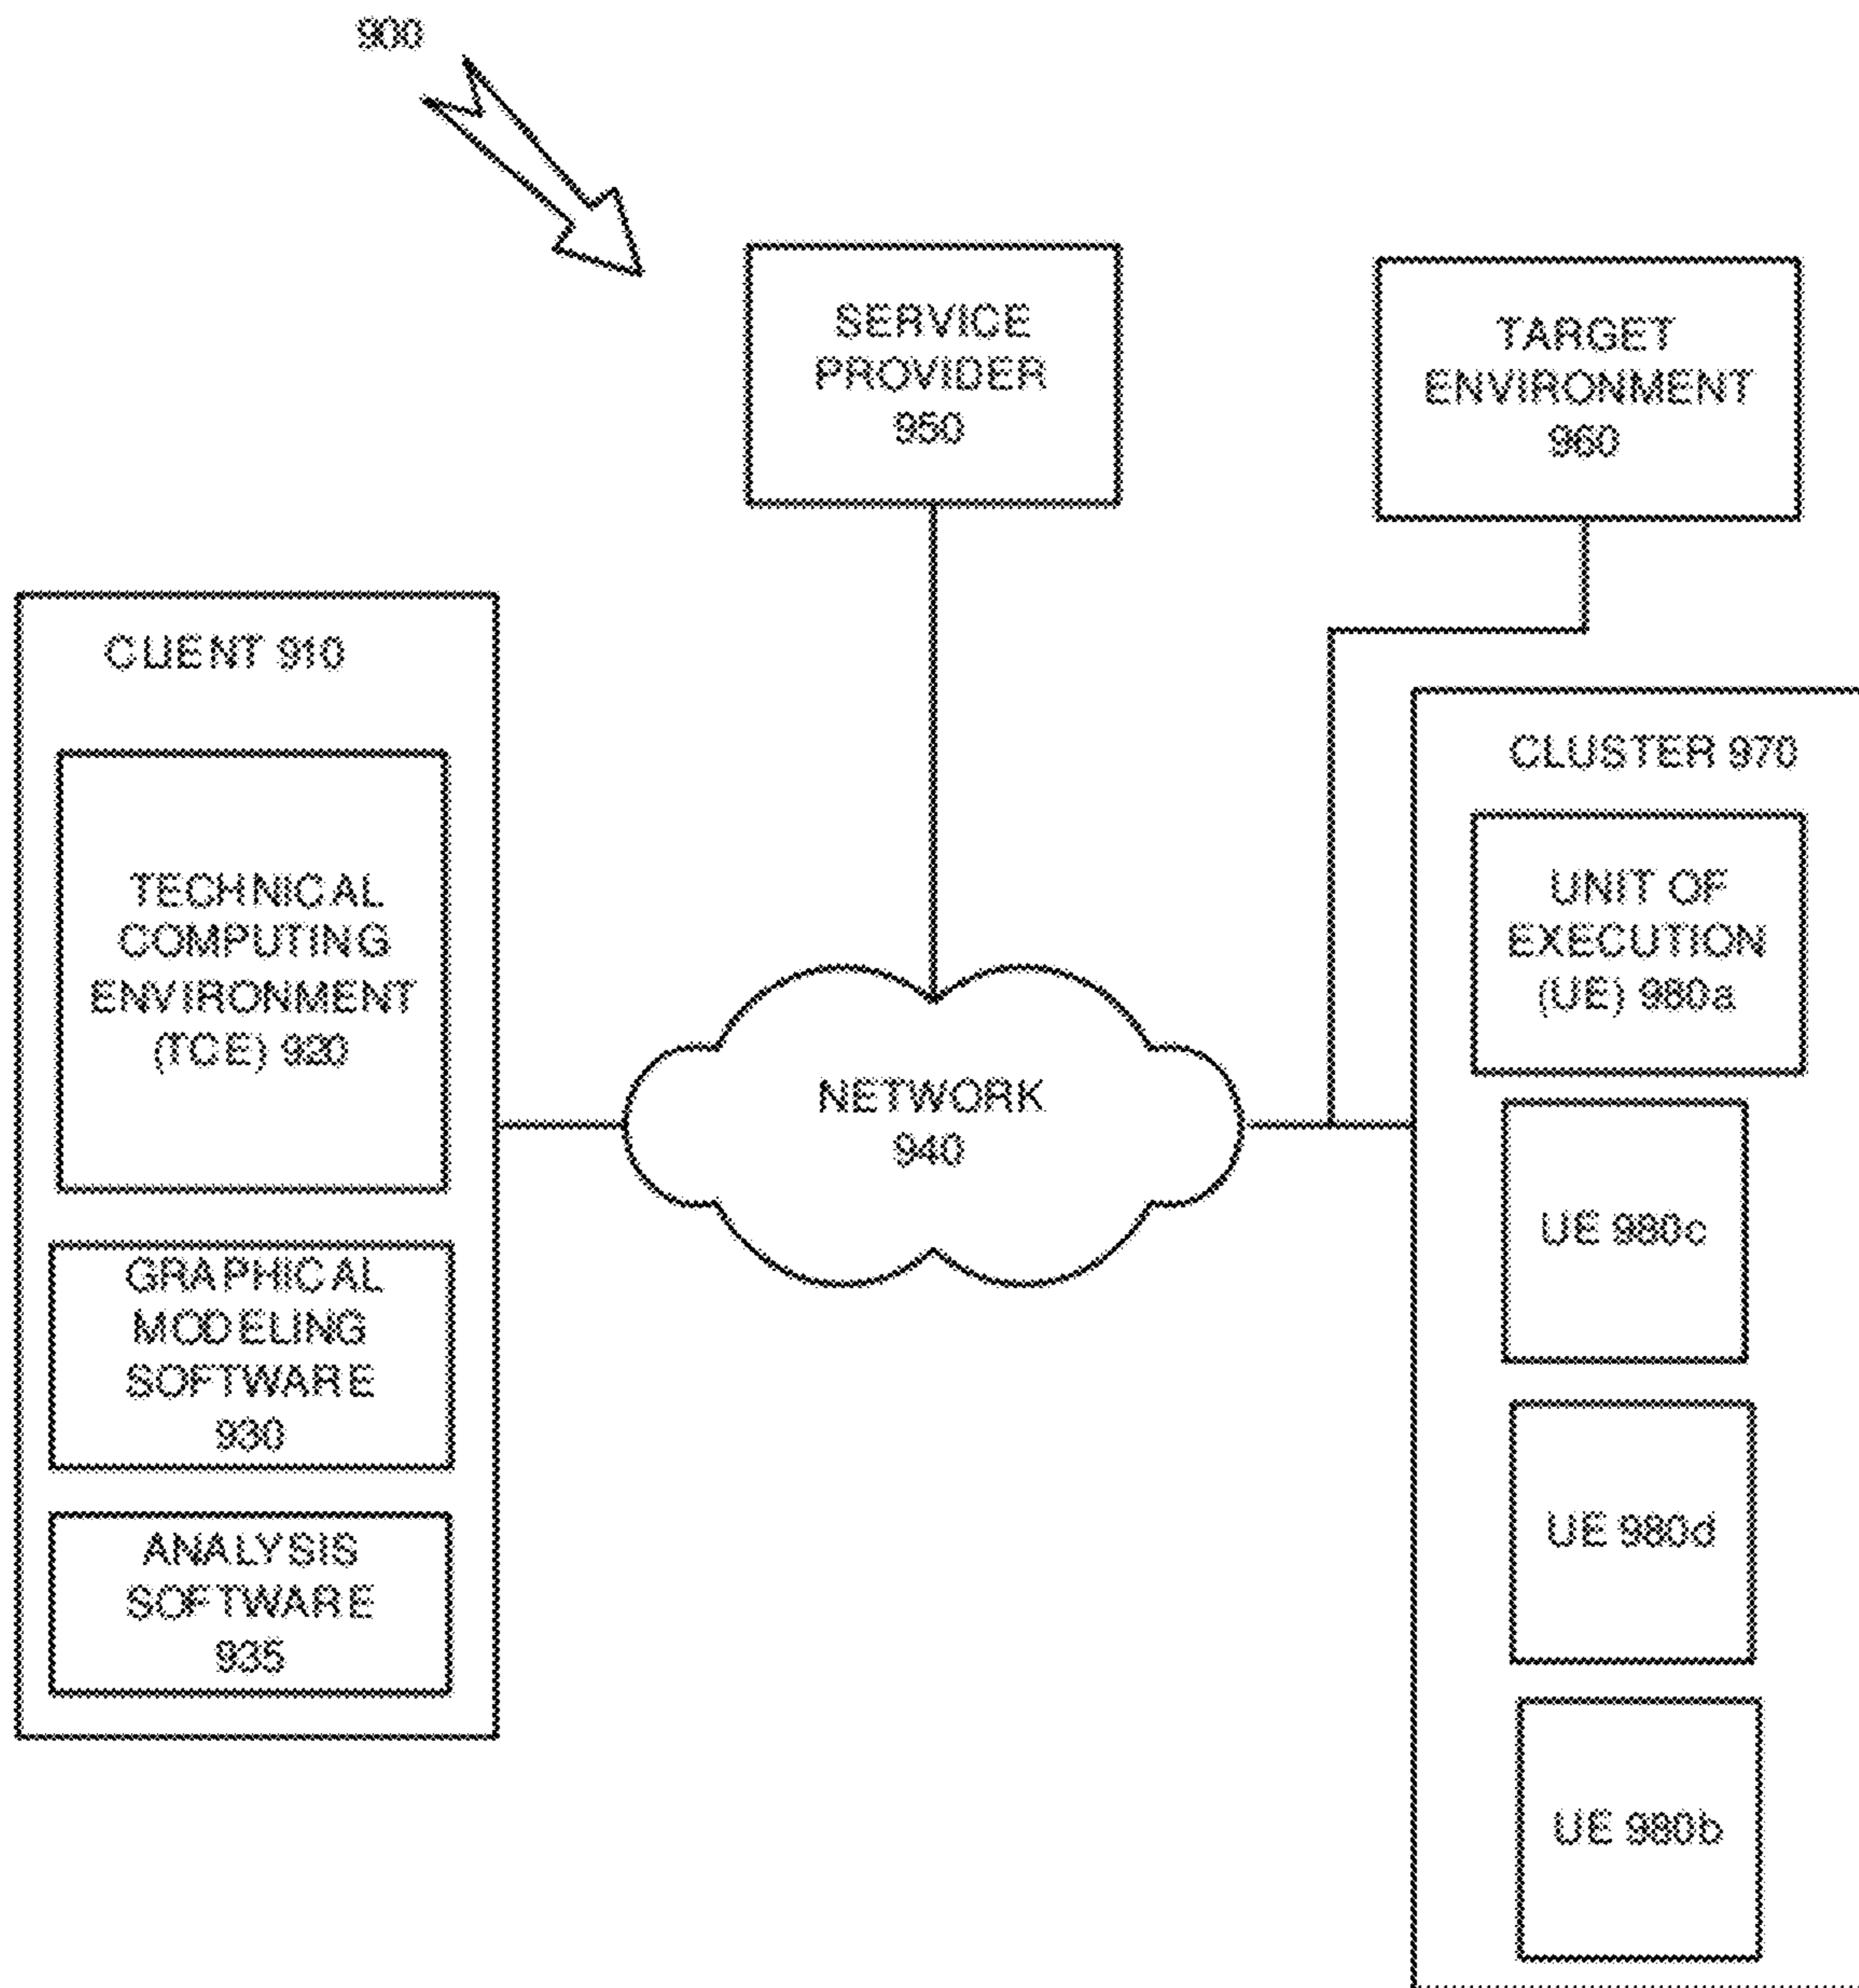 900
SERVICE
PROVIDER
950
TARGET
ENVIRONMENT
960
CLIENT 910
TECHNICAL
COMPUTING
ENVIRONMENT
(TCE) 920
GRAPHICAL
MODELING
SOFTWARE
930
ANALYSIS
SOFTWARE
935
NETWORK
940
CLUSTER 970
UNIT OF
EXECUTION
(UE) 980a
UE 980c
UE 980d
UE 980b